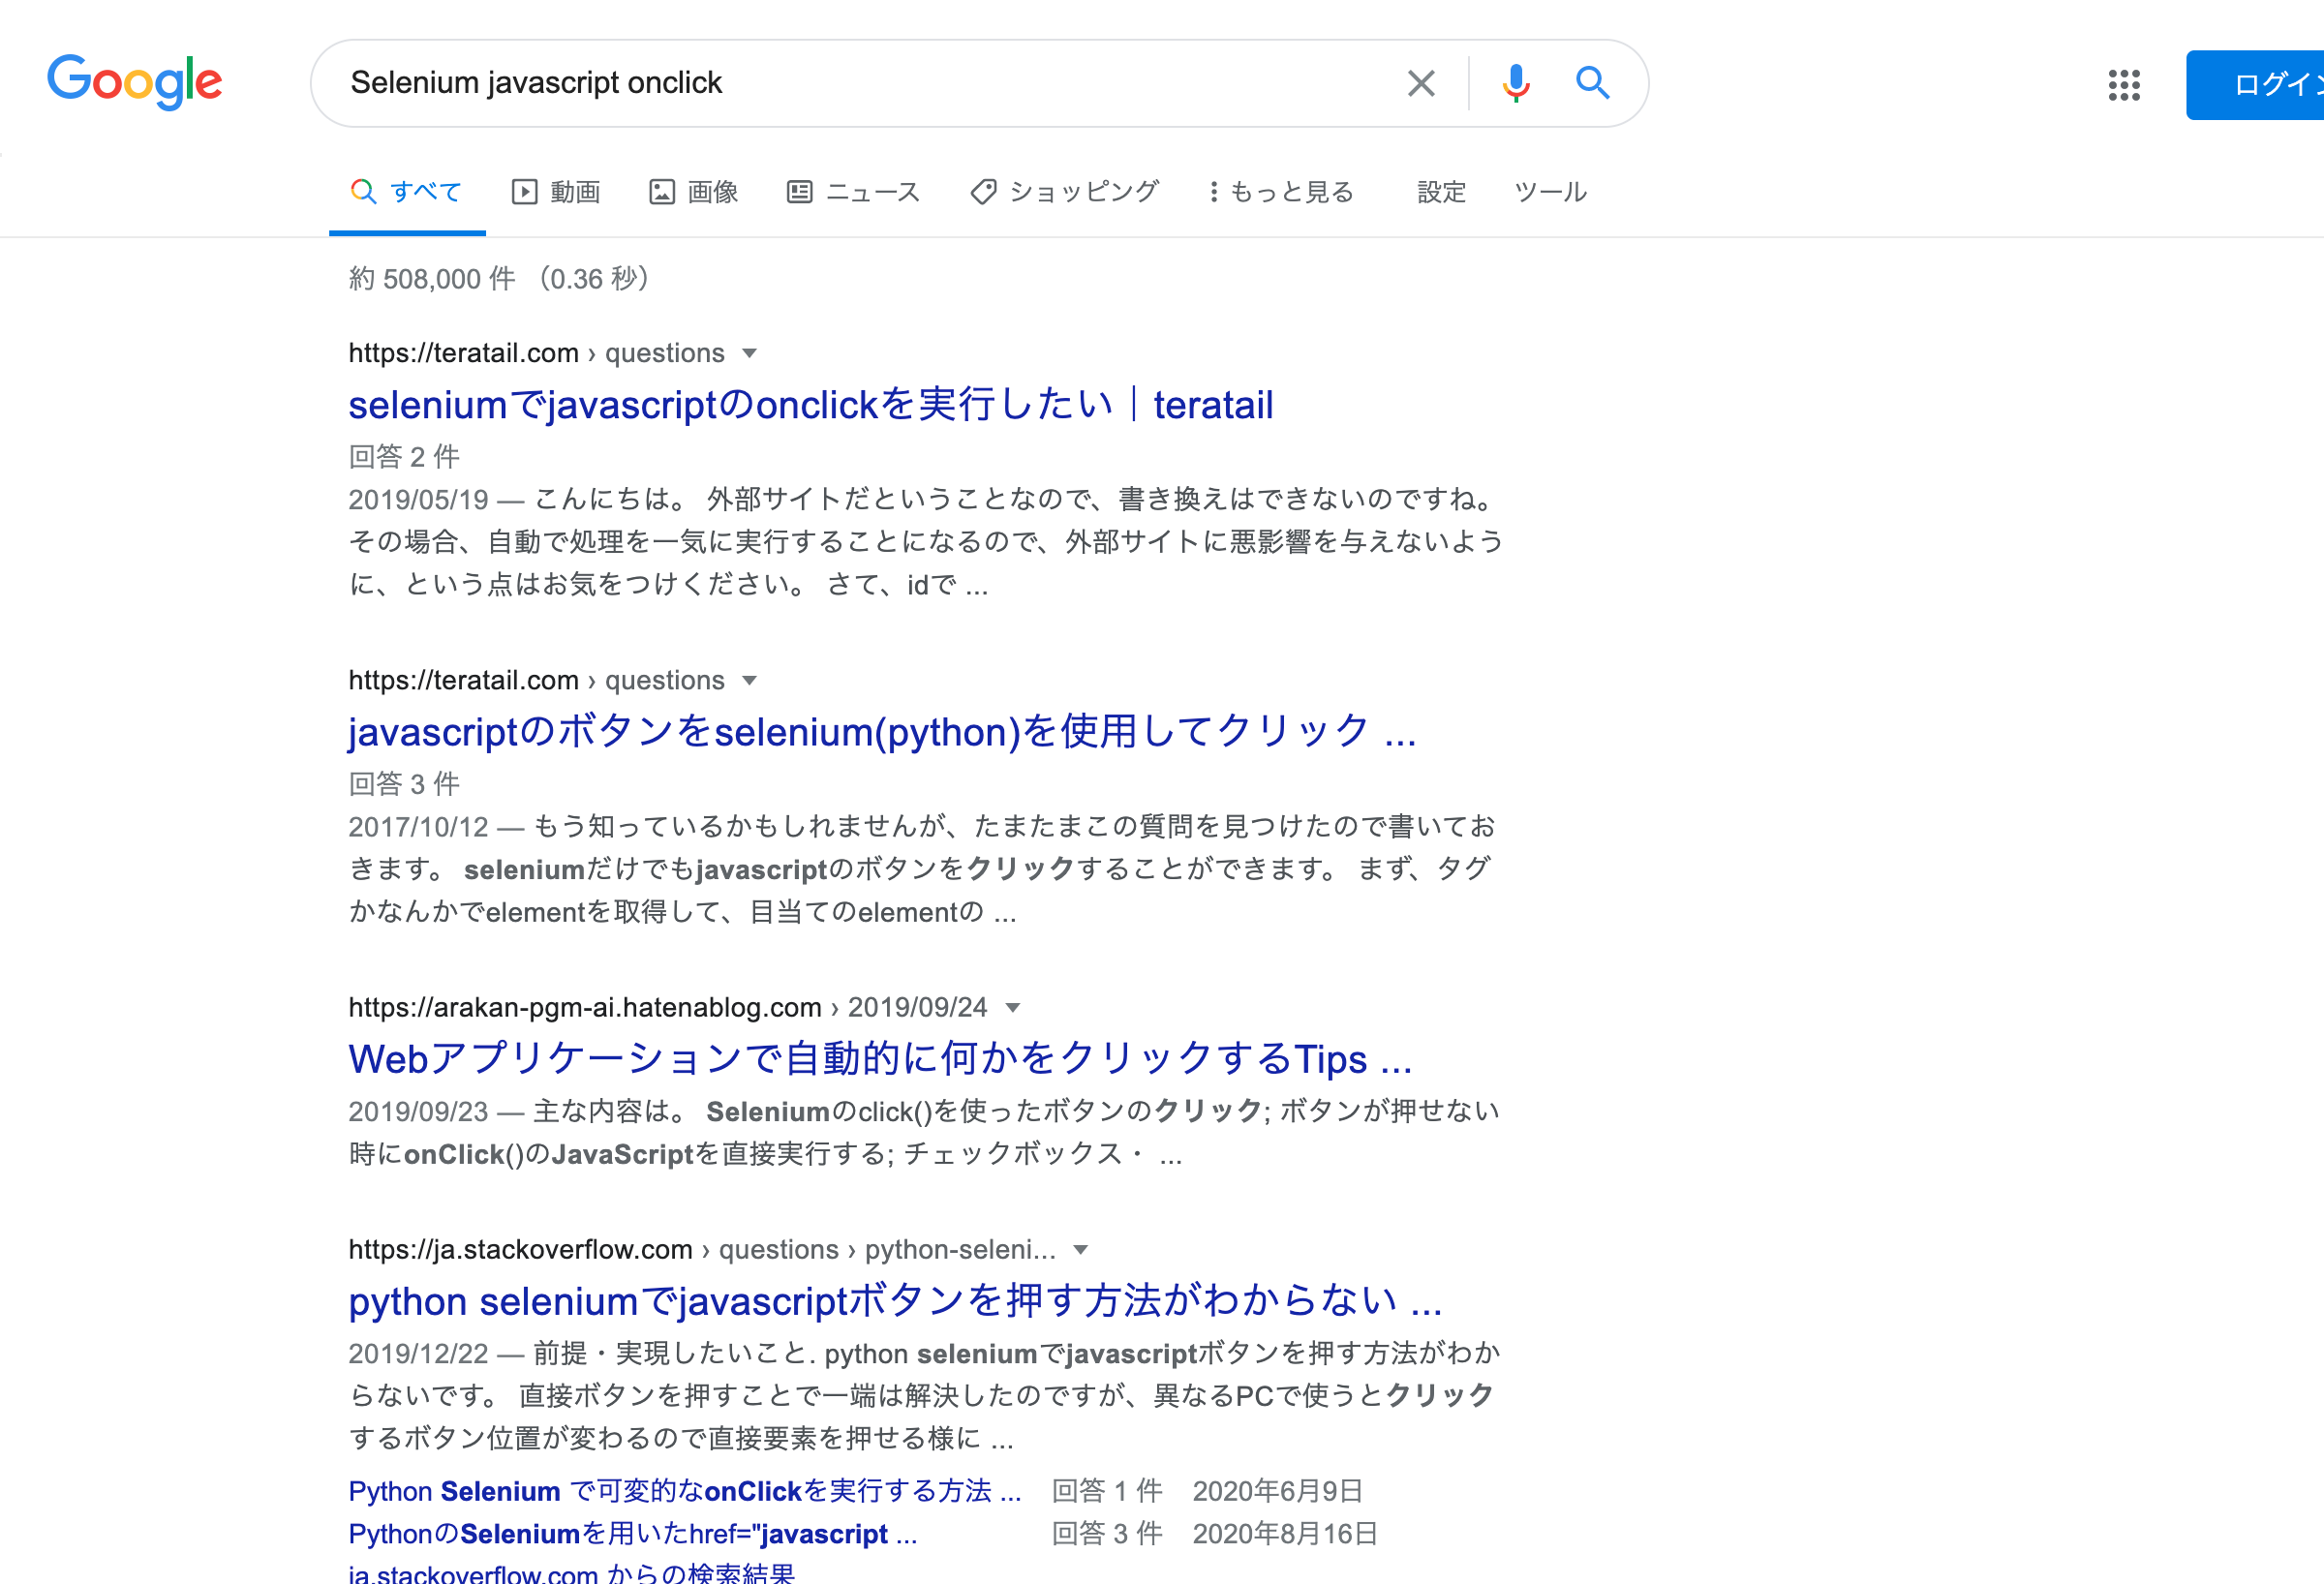 Google
Selenium javascript onclick
ログイン
すべて 動画 画像 ニュース ショッピング もっと見る 設定 ツール
約 508,000 件 （0.36 秒）
https://teratail.com › questions
seleniumでjavascriptのonclickを実行したい｜teratail
回答 2 件
2019/05/19 — こんにちは。 外部サイトだということなので、書き換えはできないのですね。
その場合、自動で処理を一気に実行することになるので、外部サイトに悪影響を与えないよう
に、という点はお気をつけください。 さて、idで ...
https://teratail.com › questions
javascriptのボタンをselenium(python)を使用してクリック ...
回答 3 件
2017/10/12 — もう知っているかもしれませんが、たまたまこの質問を見つけたので書いてお
きます。 seleniumだけでもjavascriptのボタンをクリックすることができます。 まず、タグ
かなんかでelementを取得して、目当てのelementの ...
https://arakan-pgm-ai.hatenablog.com › 2019/09/24
Webアプリケーションで自動的に何かをクリックするTips ...
2019/09/23 — 主な内容は。 Seleniumのclick()を使ったボタンのクリック; ボタンが押せない
時にonClick()のJavaScriptを直接実行する; チェックボックス・ ...
https://ja.stackoverflow.com › questions › python-seleni...
python seleniumでjavascriptボタンを押す方法がわからない ...
2019/12/22 — 前提・実現したいこと. python seleniumでjavascriptボタンを押す方法がわか
らないです。 直接ボタンを押すことで一端は解決したのですが、異なるPCで使うとクリック
するボタン位置が変わるので直接要素を押せる様に ...
Python Selenium で可変的なonClickを実行する方法 ... 回答 1 件 2020年6月9日
PythonのSeleniumを用いたhref="javascript ... 回答 3 件 2020年8月16日
ja.stackoverflow.com からの検索結果